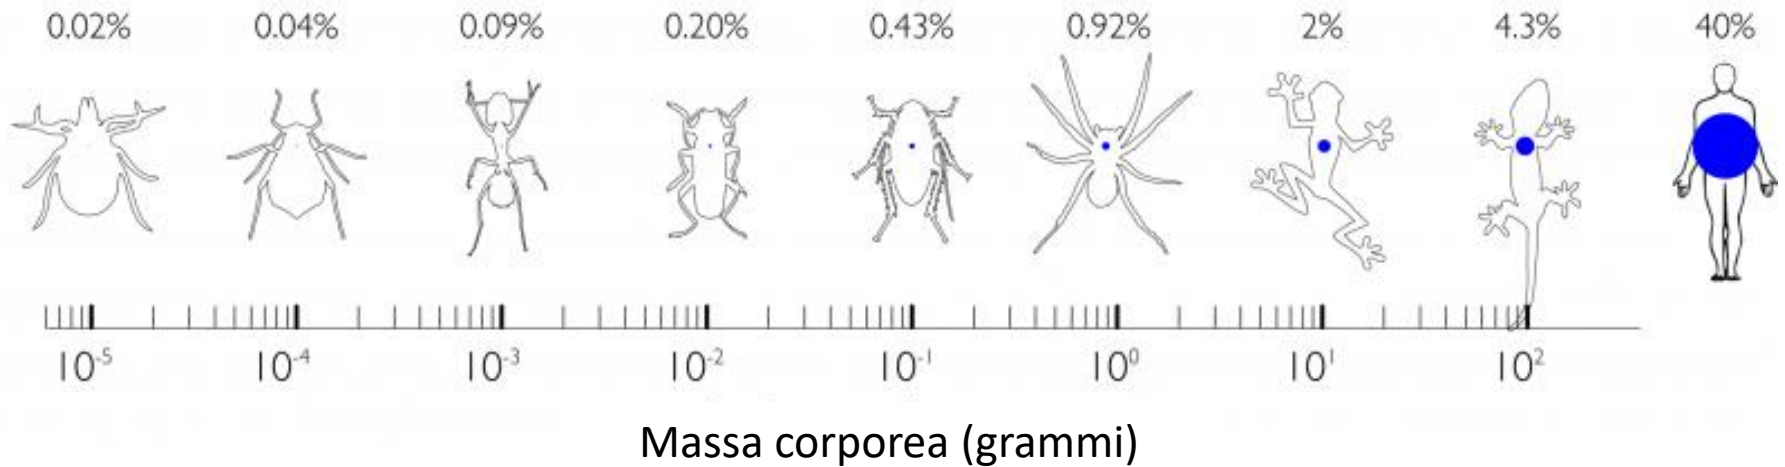 0.02% 0.04% 0.09% 0.20% 0.43% 0.92% 2% 4.3% 40%
10⁻⁵ 10⁻⁴ 10⁻³ 10⁻² 10⁻¹ 10⁰ 10¹ 10²
Massa corporea (grammi)